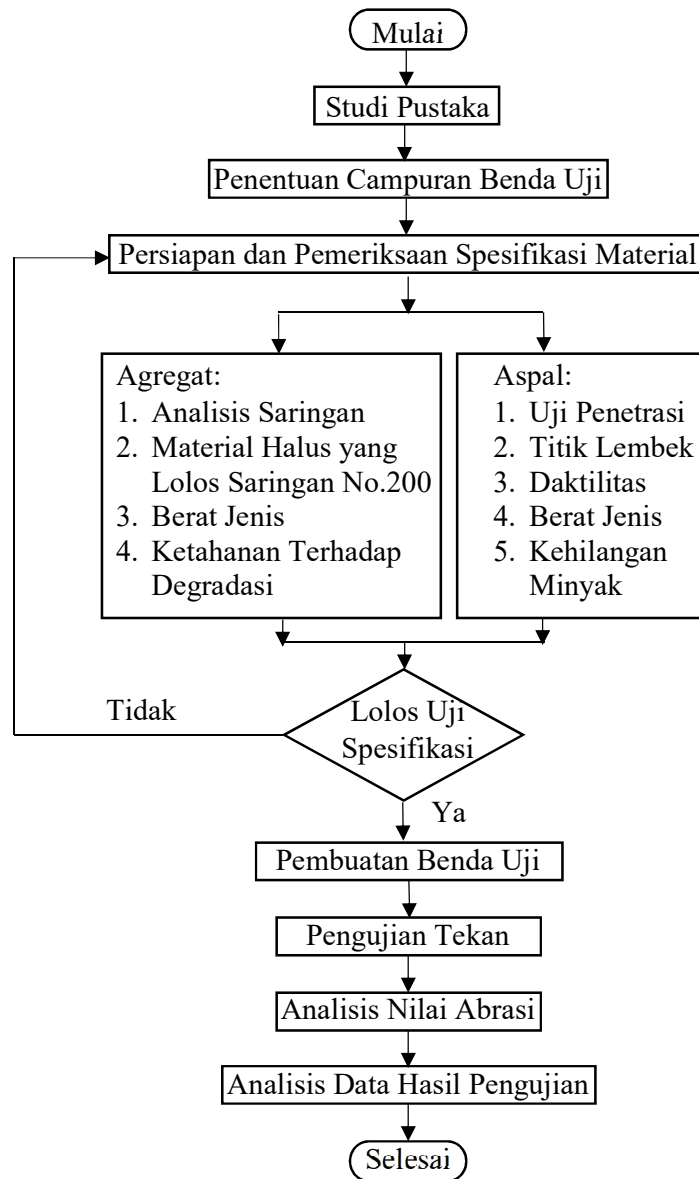 Mulai
Studi Pustaka
Penentuan Campuran Benda Uji
Persiapan dan Pemeriksaan Spesifikasi Material
Agregat:
1. Analisis Saringan
2. Material Halus yang
Lolos Saringan No.200
3. Berat Jenis
4. Ketahanan Terhadap
Degradasi
Aspal:
1. Uji Penetrasi
2. Titik Lembek
3. Daktilitas
4. Berat Jenis
5. Kehilangan
Minyak
Tidak
Lolos Uji
Spesifikasi
Ya
Pembuatan Benda Uji
Pengujian Tekan
Analisis Nilai Abrasi
Analisis Data Hasil Pengujian
Selesai